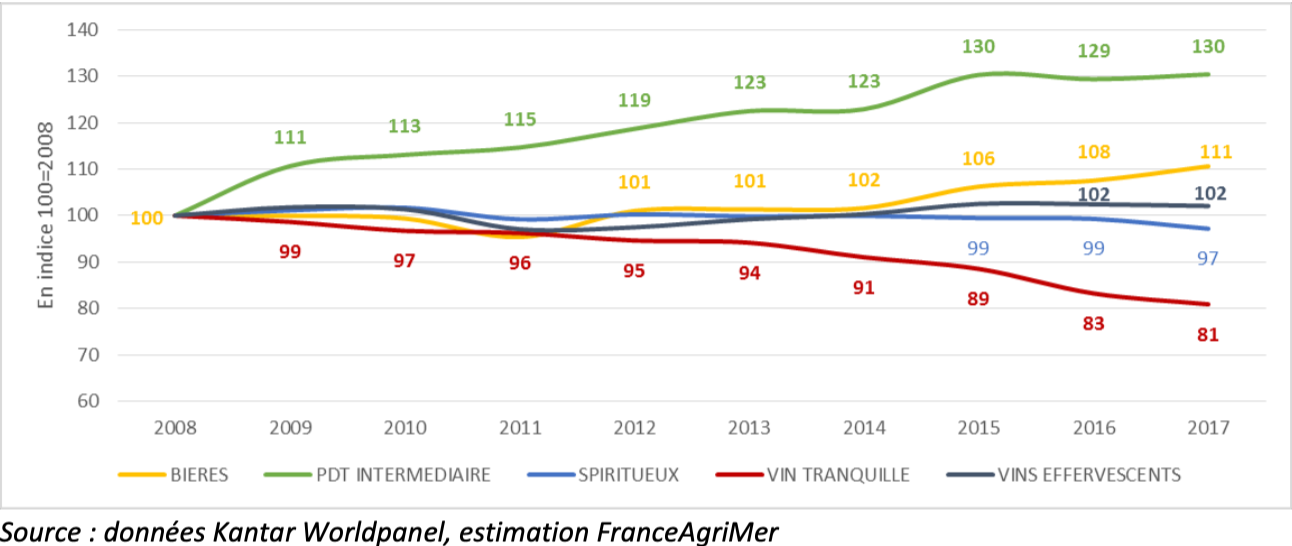 140
130
120
110
100
90
80
70
60
En indice 100=2008
100
111 113 115 119 123 123 130 129 130
101 101 102 106 108 111
102 102
99 99 97
99 97 96 95 94 91 89 83 81
2008 2009 2010 2011 2012 2013 2014 2015 2016 2017
BIERES PDT INTERMEDIAIRE SPIRITUEUX VIN TRANQUILLE VINS EFFERVESCENTS
Source : données Kantar Worldpanel, estimation FranceAgriMer